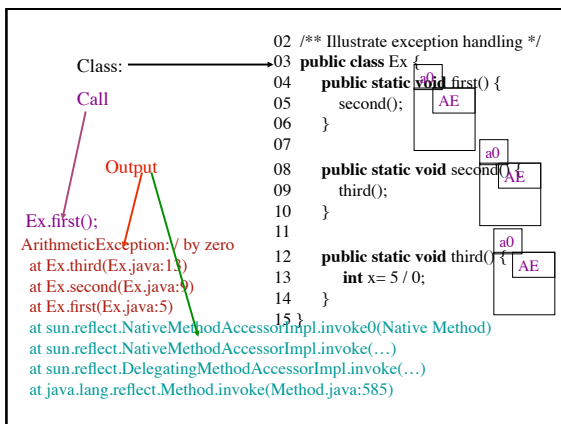 02 /** Illustrate exception handling */
Class:
03 public class Ex {
a0
04 public static void first() {
AE
Call
05 second();
06 }
07
a0
Output
08 public static void second() {
AE
09 third();
10 }
11
Ex.first();
a0
ArithmeticException: / by zero
12 public static void third() {
AE
at Ex.third(Ex.java:13)
13 int x= 5 / 0;
at Ex.second(Ex.java:9)
14 }
at Ex.first(Ex.java:5)
15 }
at sun.reflect.NativeMethodAccessorImpl.invoke0(Native Method)
at sun.reflect.NativeMethodAccessorImpl.invoke(…)
at sun.reflect.DelegatingMethodAccessorImpl.invoke(…)
at java.lang.reflect.Method.invoke(Method.java:585)